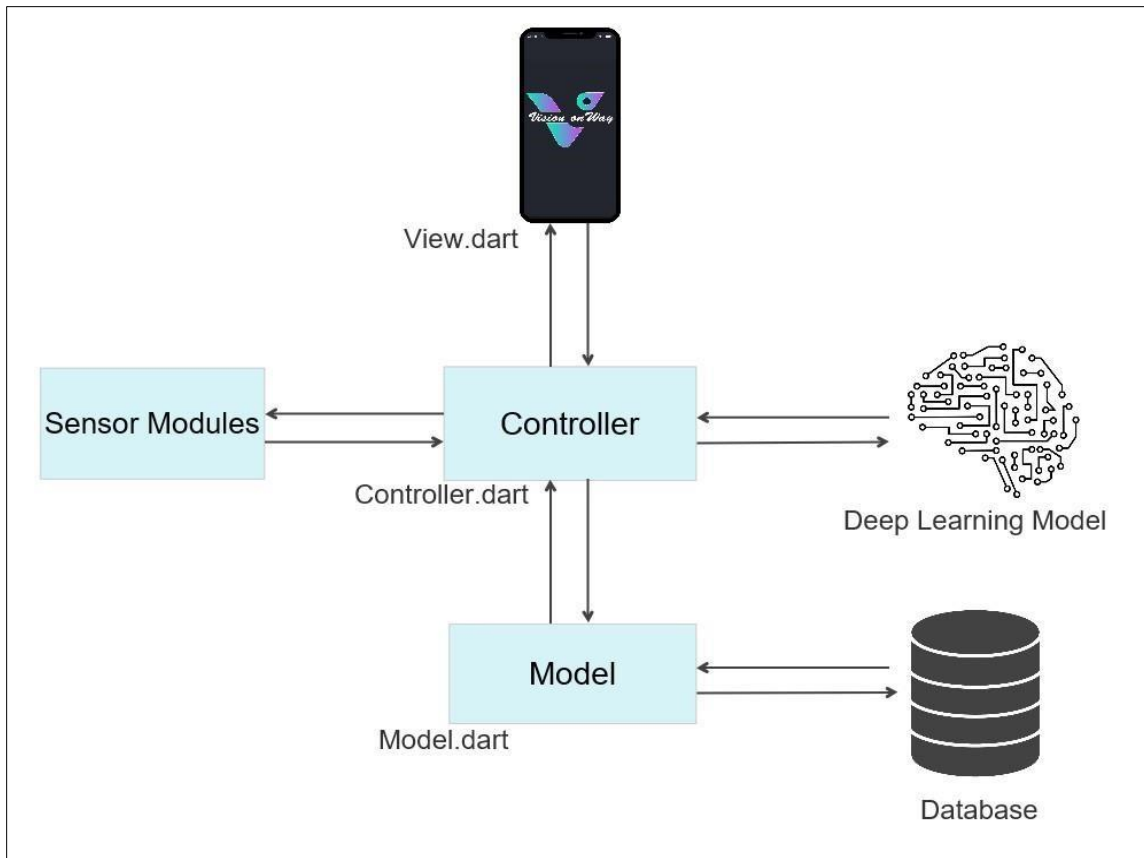 Vision onWay
View.dart
Sensor Modules
Controller
Controller.dart
Deep Learning Model
Model
Model.dart
Database